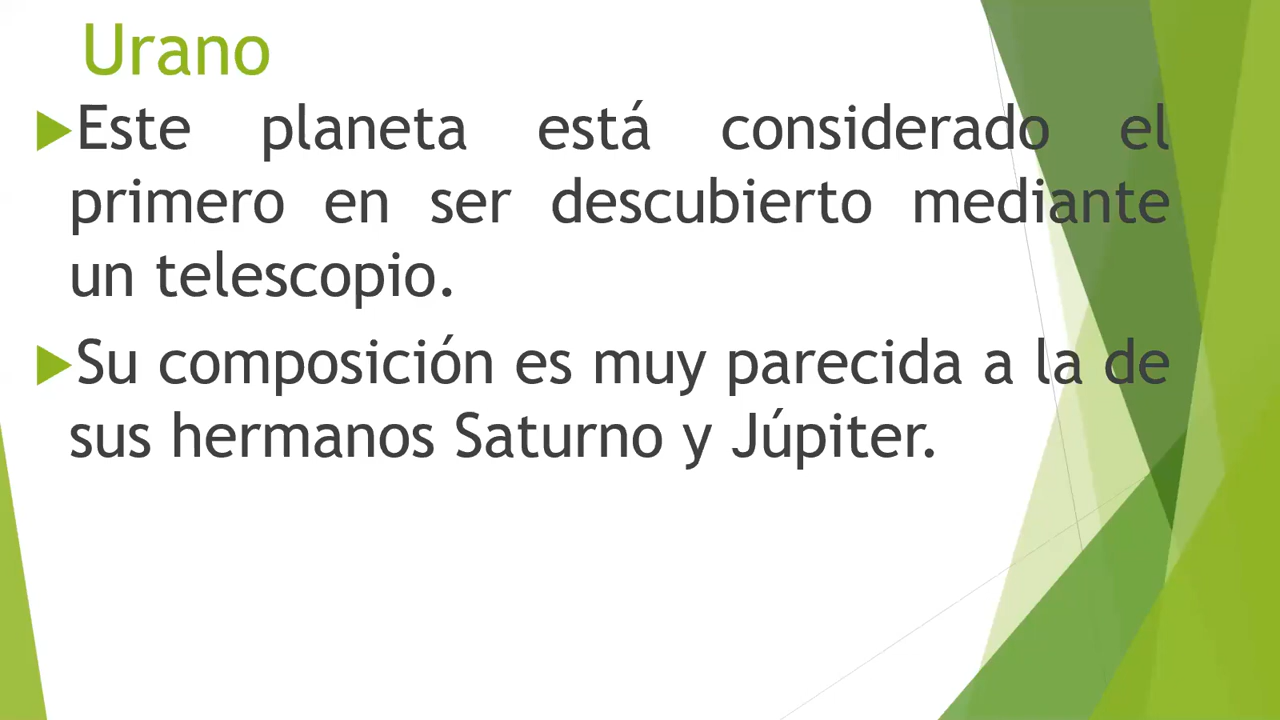 Urano
Este planeta está considerado el
primero en ser descubierto mediante
un telescopio.
Su composición es muy parecida a la de
sus hermanos Saturno y Júpiter.